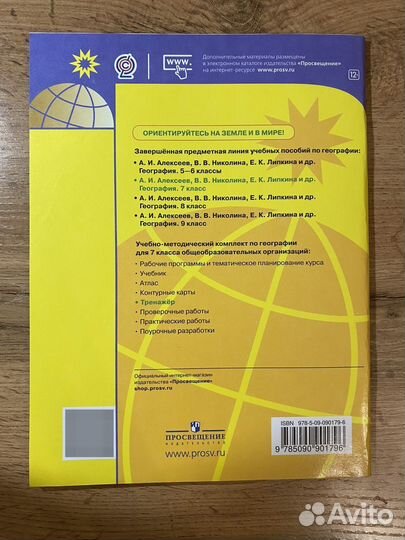 www.
Дополнительные материалы размещены
в электронном каталоге издательства «Просвещение»
на интернет-ресурсе www.prosv.ru
12+
ОРИЕНТИРУЙТЕСЬ НА ЗЕМЛЕ И В МИРЕ!
Завершённая предметная линия учебных пособий по географии:
• А. И. Алексеев, В. В. Николина, Е. К. Липкина и др.
География. 5—6 классы
• А. И. Алексеев, В. В. Николина, Е. К. Липкина и др.
География. 7 класс
• А. И. Алексеев, В. В. Николина, Е. К. Липкина и др.
География. 8 класс
• А. И. Алексеев, В. В. Николина, Е. К. Липкина и др.
География. 9 класс
Учебно-методический комплект по географии
для 7 класса общеобразовательных организаций:
• Рабочие программы и тематическое планирование курса
• Учебник
• Атлас
• Контурные карты
• Тренажёр
• Проверочные работы
• Практические работы
• Поурочные разработки
Официальный интернет-магазин
издательства «Просвещение»
shop.prosv.ru
ПРОСВЕЩЕНИЕ
ИЗДАТЕЛЬСТВО
www.prosv.ru
ISBN 978-5-09-090179-6
9 785090 901796
Avito